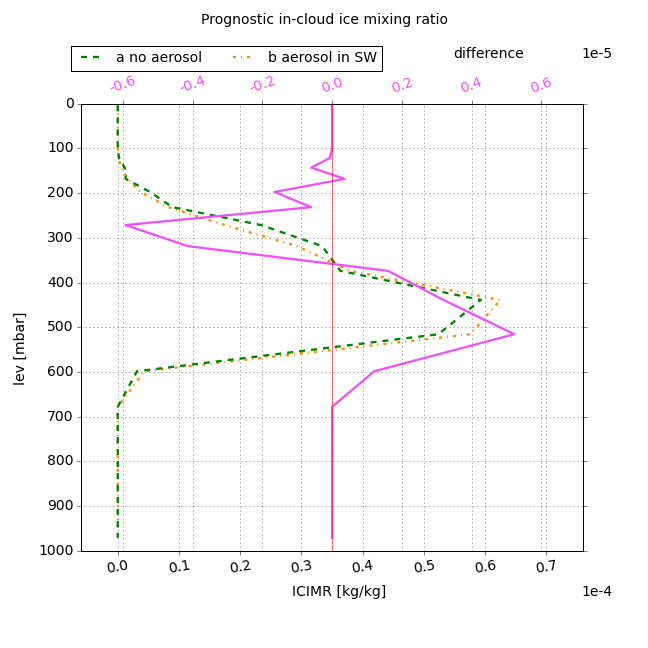 Prognostic in-cloud ice mixing ratio
a no aerosol b aerosol in SW difference 1e-5
-0.6 -0.4 -0.2 0.0 0.2 0.4 0.6
0
100
200
300
400
500
600
700
800
900
1000
lev [mbar]
0.0 0.1 0.2 0.3 0.4 0.5 0.6 0.7
ICIMR [kg/kg] 1e-4